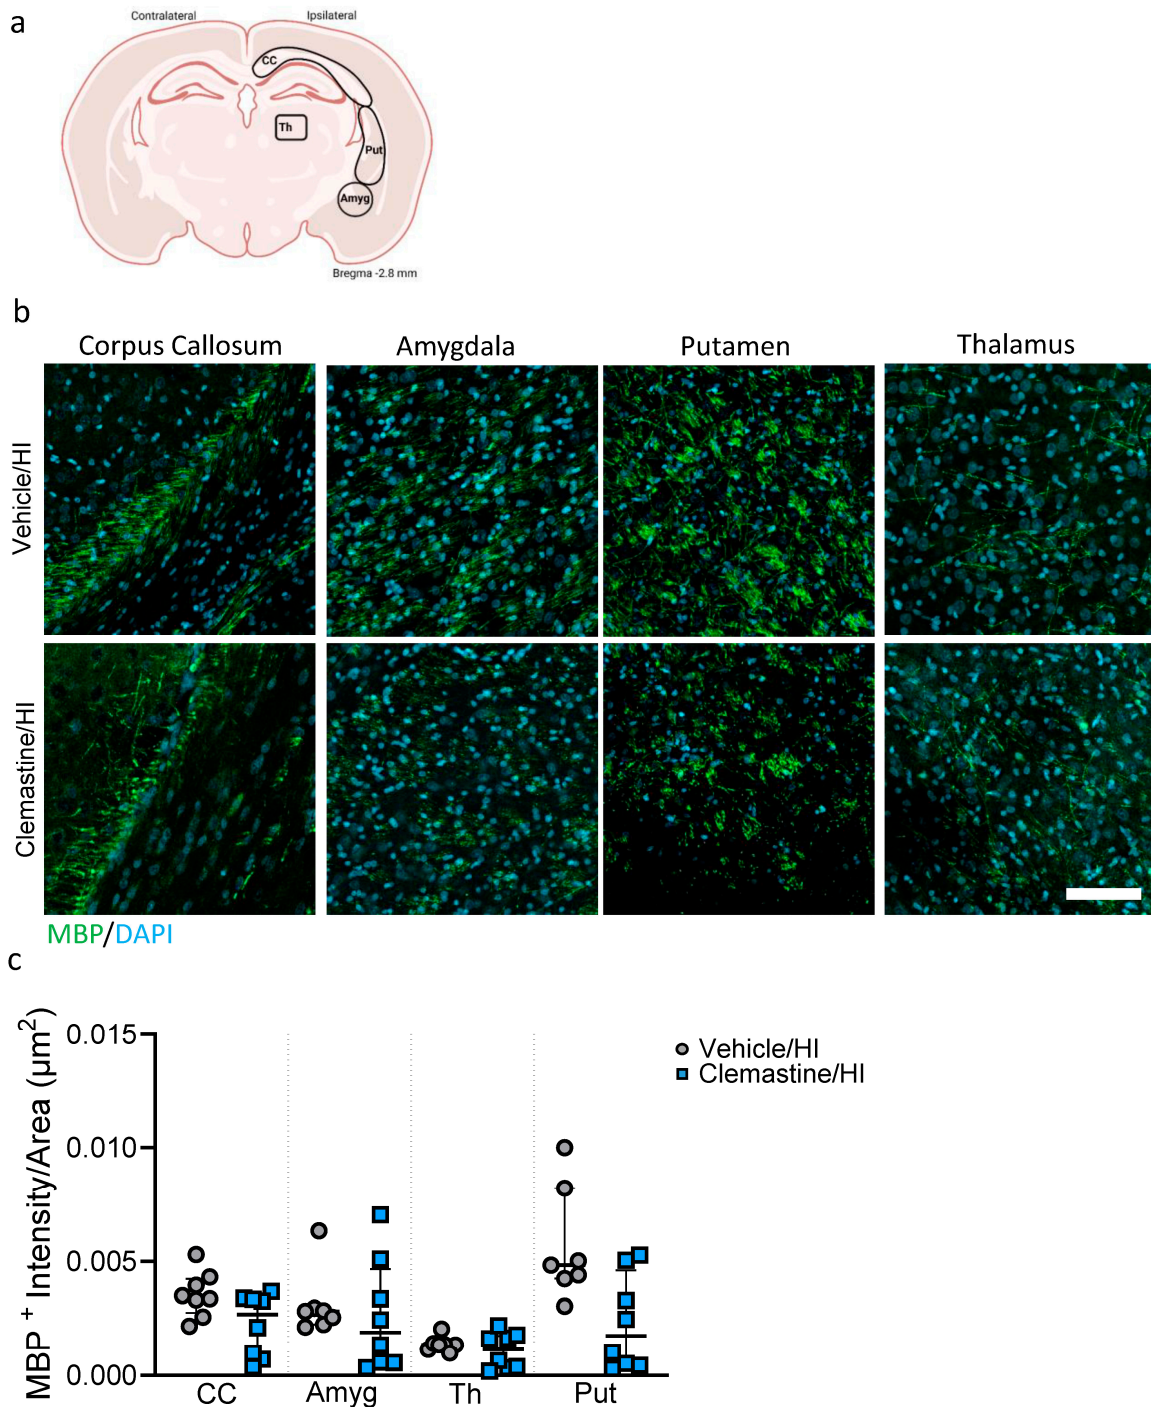 a
Contralateral Ipsilateral
CC
Th
Put
Amyg
Bregma -2.8 mm
b
Corpus Callosum Amygdala Putamen Thalamus
Vehicle/HI
Clemastine/HI
MBP/DAPI
c
MBP + Intensity/Area (µm²)
0.015
0.010
0.005
0.000
CC Amyg Th Put
Vehicle/HI
Clemastine/HI